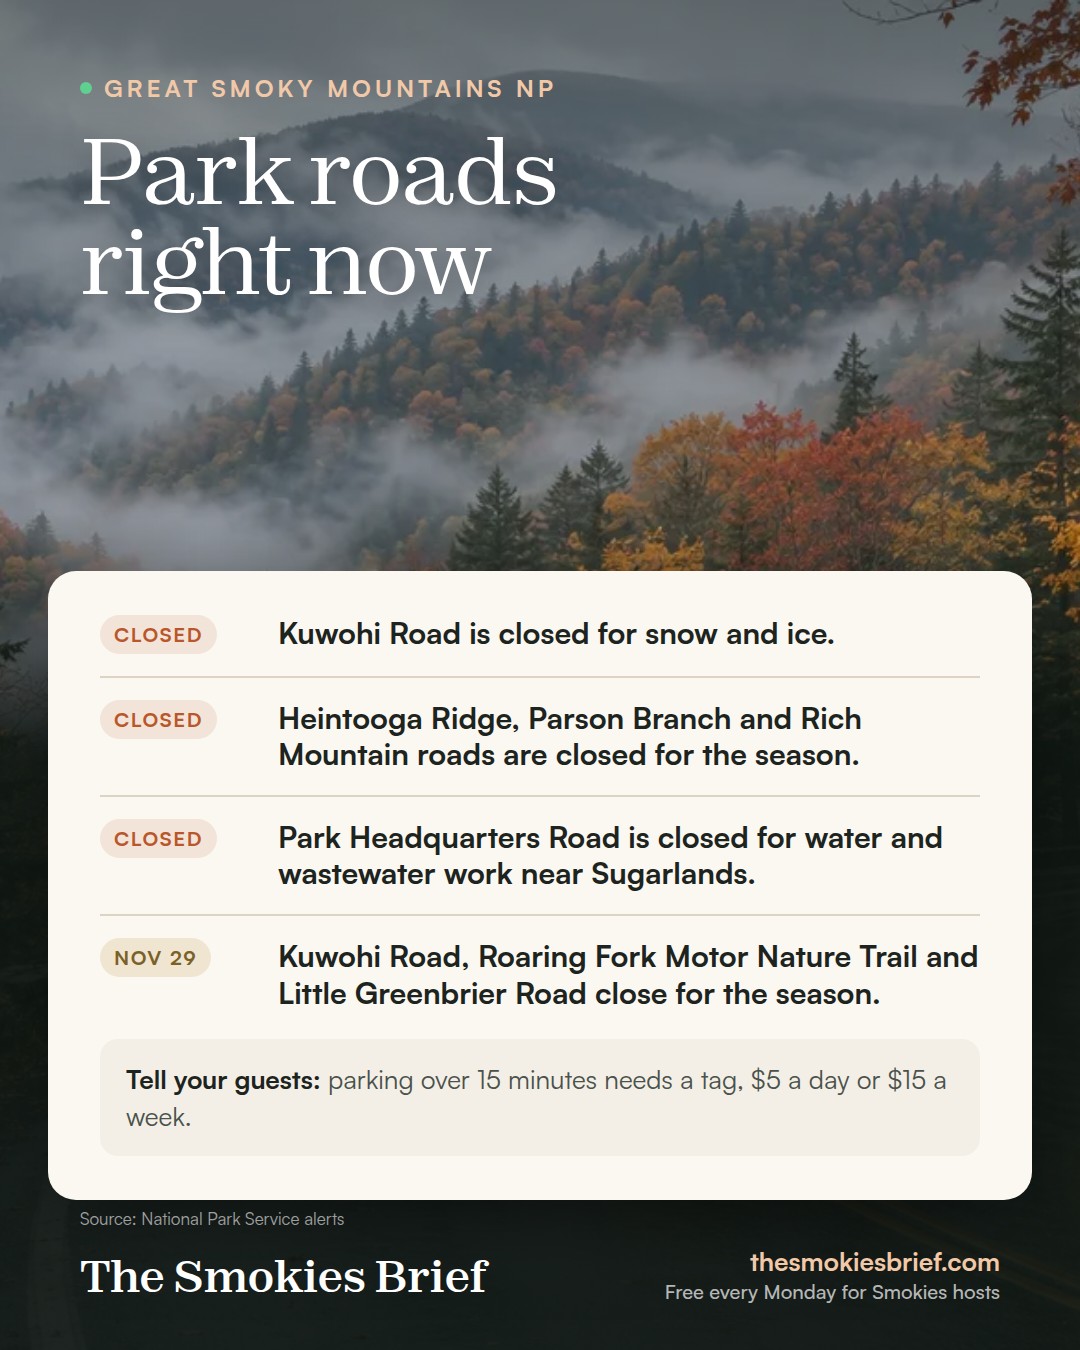 GREAT SMOKY MOUNTAINS NP
Park roads
right now
CLOSED
Kuwohi Road is closed for snow and ice.
CLOSED
Heintooga Ridge, Parson Branch and Rich
Mountain roads are closed for the season.
CLOSED
Park Headquarters Road is closed for water and
wastewater work near Sugarlands.
NOV 29
Kuwohi Road, Roaring Fork Motor Nature Trail and
Little Greenbrier Road close for the season.
Tell your guests: parking over 15 minutes needs a tag, $5 a day or $15 a
week.
Source: National Park Service alerts
The Smokies Brief
thesmokiesbrief.com
Free every Monday for Smokies hosts